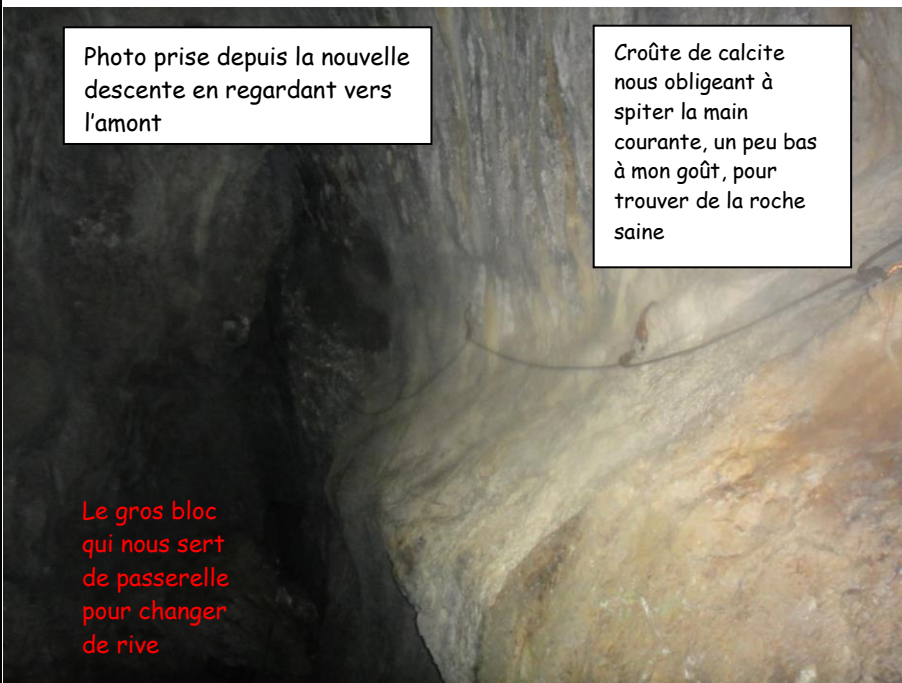 Photo prise depuis la nouvelle
descente en regardant vers
l'amont
Croûte de calcite
nous obligeant à
spiter la main
courante, un peu bas
à mon goût, pour
trouver de la roche
saine
Le gros bloc
qui nous sert
de passerelle
pour changer
de rive